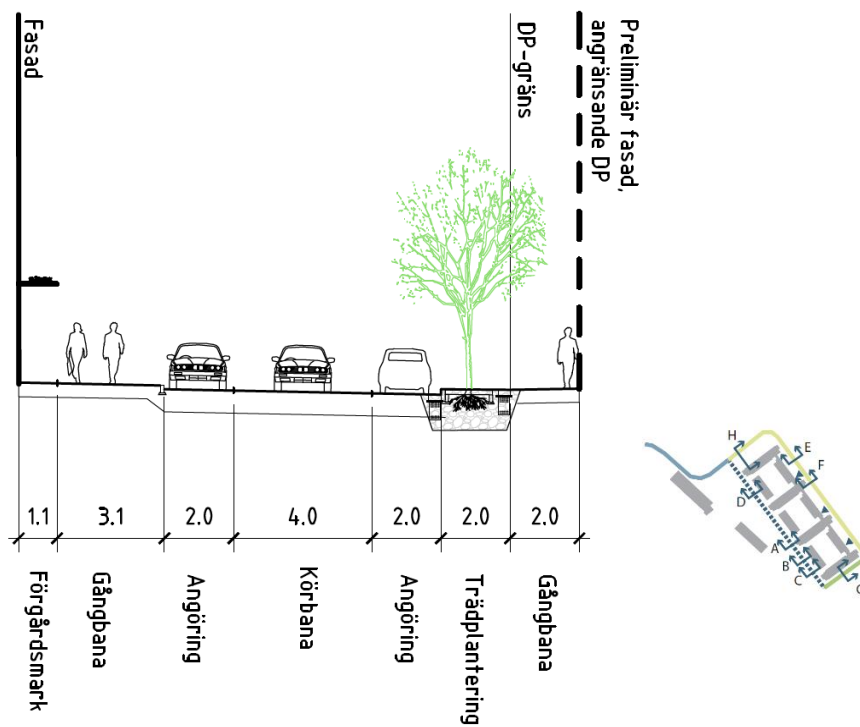 Fasad
DP-gräns
Preliminär fasad,
angränsande DP
1.1
3.1
2.0
4.0
2.0
2.0
2.0
Förgårdsmark
Gångbana
Angöring
Körbana
Angöring
Trädplantering
Gångbana
H
E
F
D
A
B
C